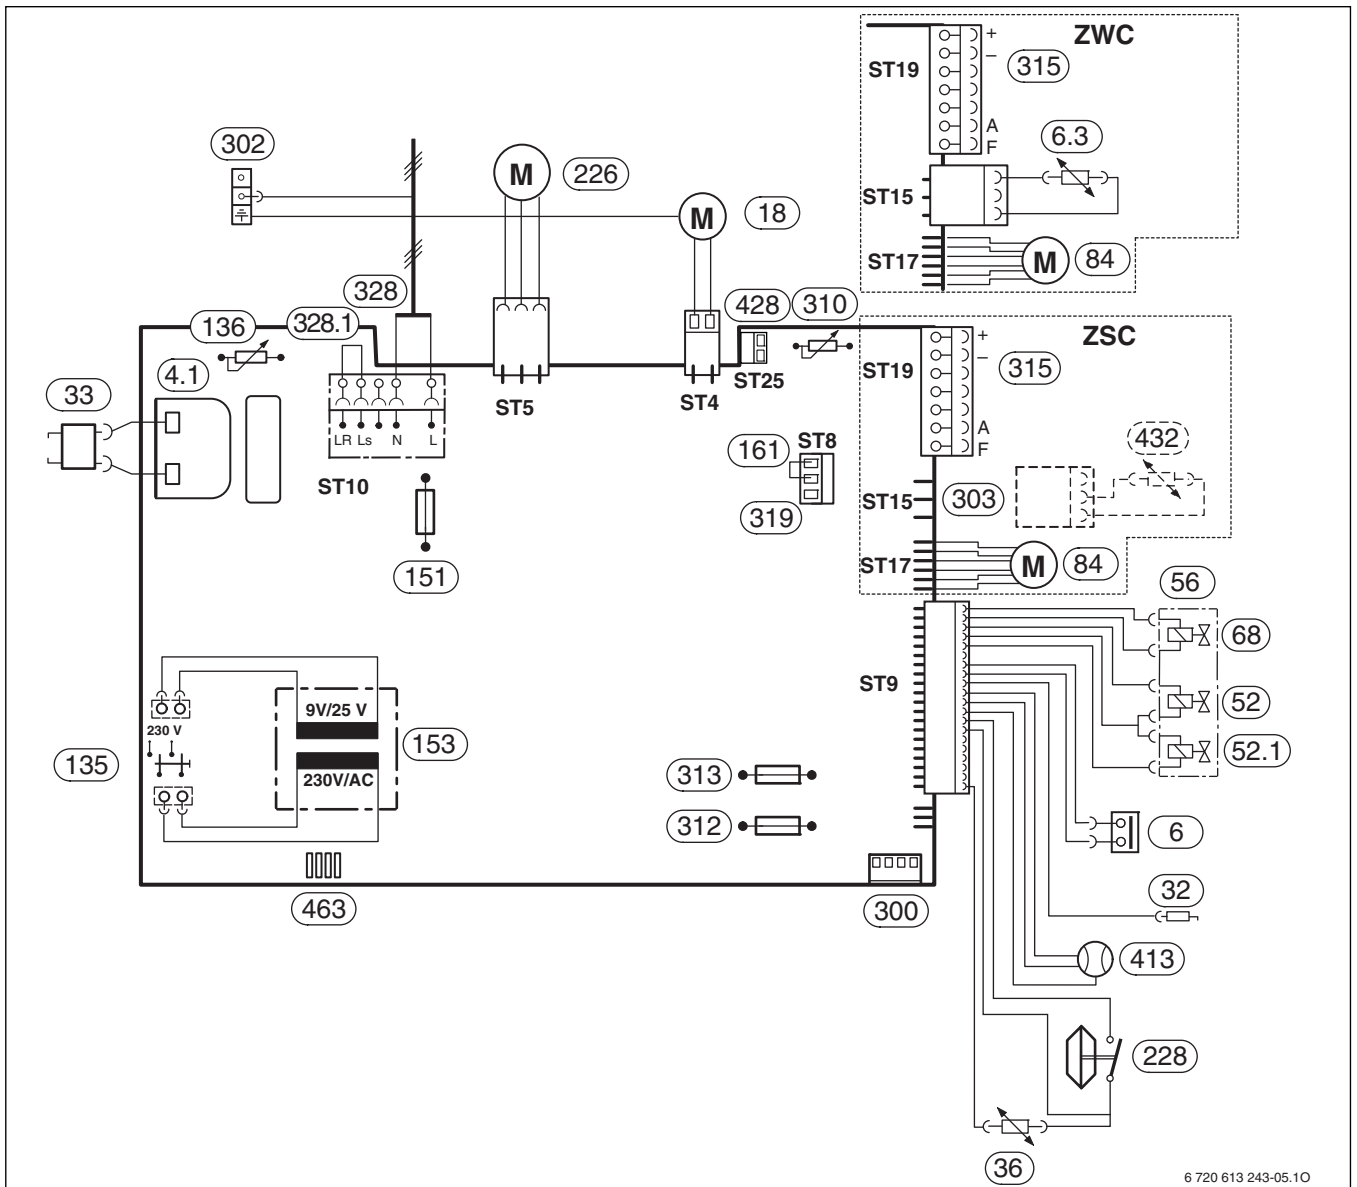 ZWC
+
–
ST19
315
A
F
6.3
ST15
ST17
M
84
302
M
226
M
18
328
136
328.1
428
310
ZSC
4.1
33
ST5
ST4
ST25
ST19
+
–
315
A
F
LR Ls N L
ST10
161
ST8
319
432
ST15
303
151
ST17
M
84
56
68
ST9
52
52.1
9V/25 V
230 V
153
135
230V/AC
313
312
6
463
300
32
413
228
36
6 720 613 243-05.1O